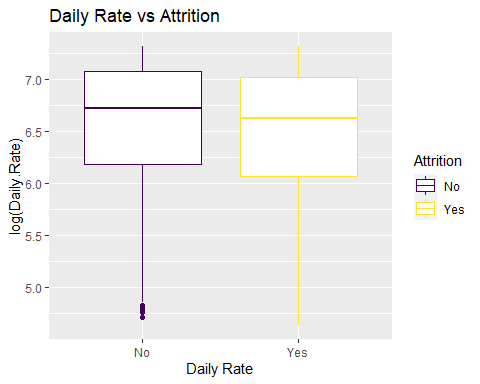 Daily Rate vs Attrition
log(Daily.Rate)
7.0
6.5
6.0
5.5
5.0
No
Yes
Daily Rate
Attrition
No
Yes